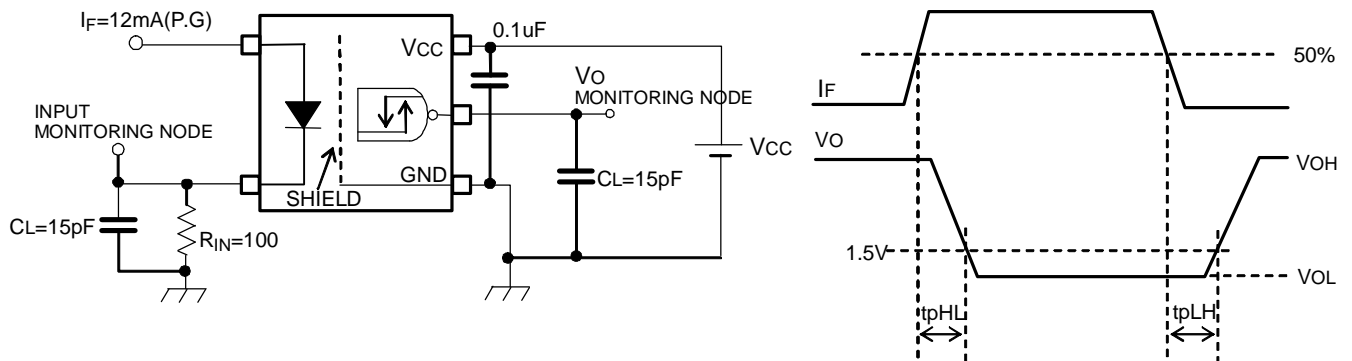 IF=12mA(P.G)
INPUT
MONITORING NODE
CL=15pF
RIN=100
SHIELD
VCC
GND
0.1uF
VO
MONITORING NODE
CL=15pF
VCC
50%
IF
VO
VOH
1.5V
VOL
tpHL
tpLH